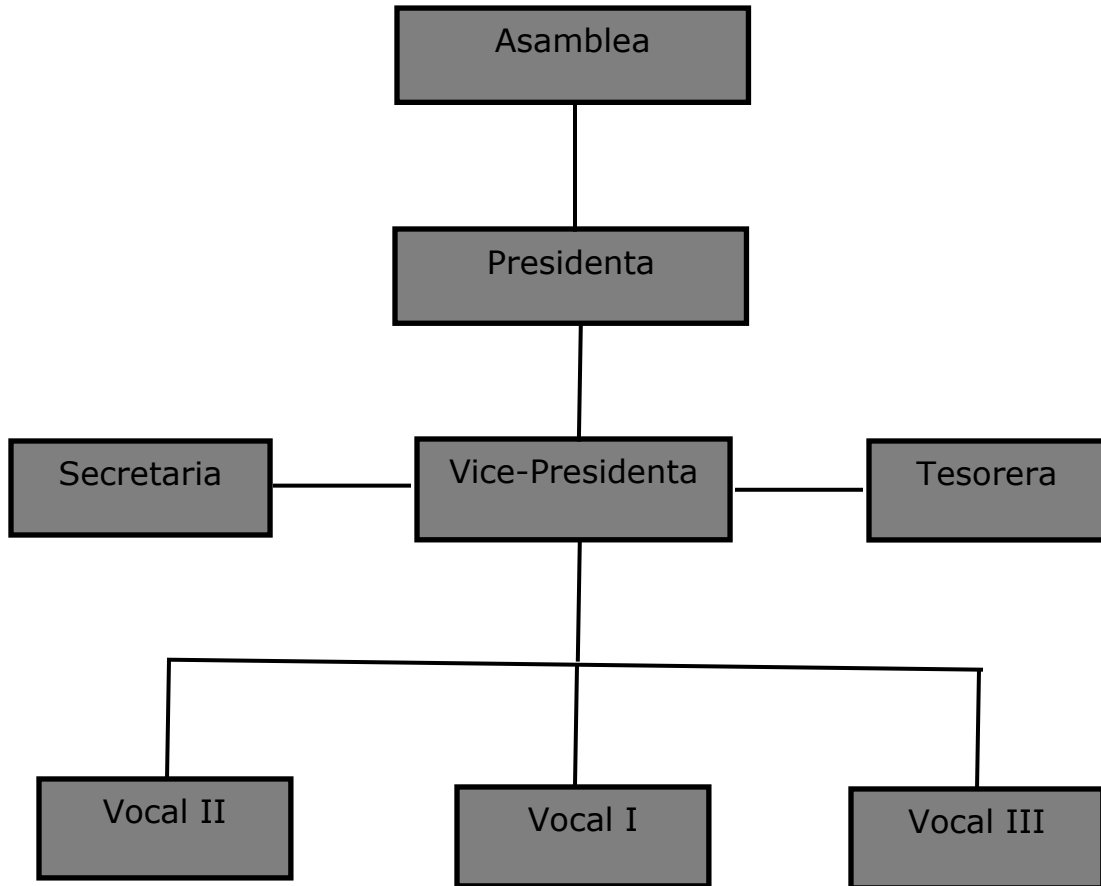 Asamblea
Presidenta
Secretaria
Vice-Presidenta
Tesorera
Vocal II
Vocal I
Vocal III